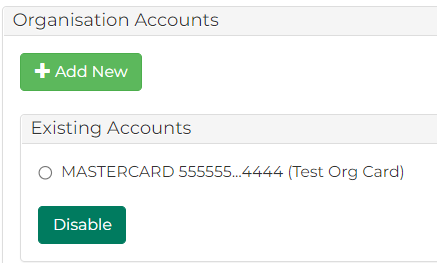 Organisation Accounts
+ Add New
Existing Accounts
MASTERCARD 555555...4444 (Test Org Card)
Disable